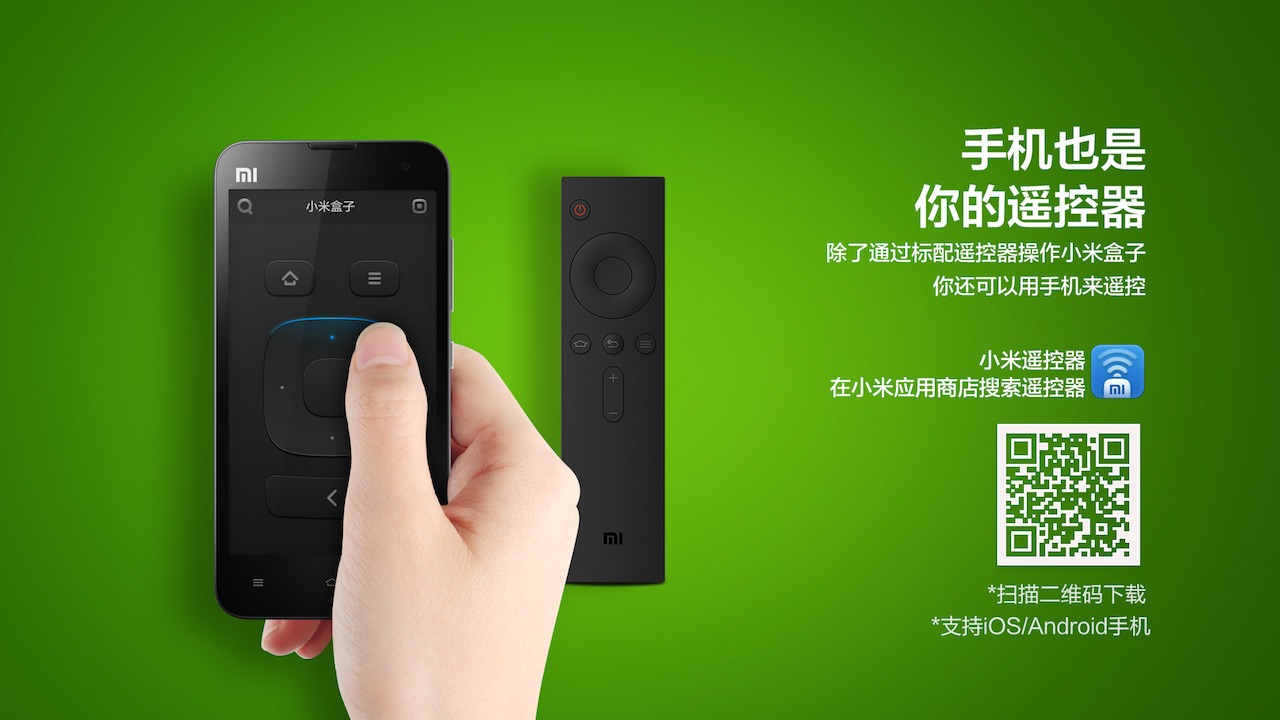 手机也是
你的遥控器
除了通过标配遥控器操作小米盒子
你还可以用手机来遥控
小米遥控器
在小米应用商店搜索遥控器
mi
*扫描二维码下载
*支持iOS/Android手机
mi
小米盒子
mi